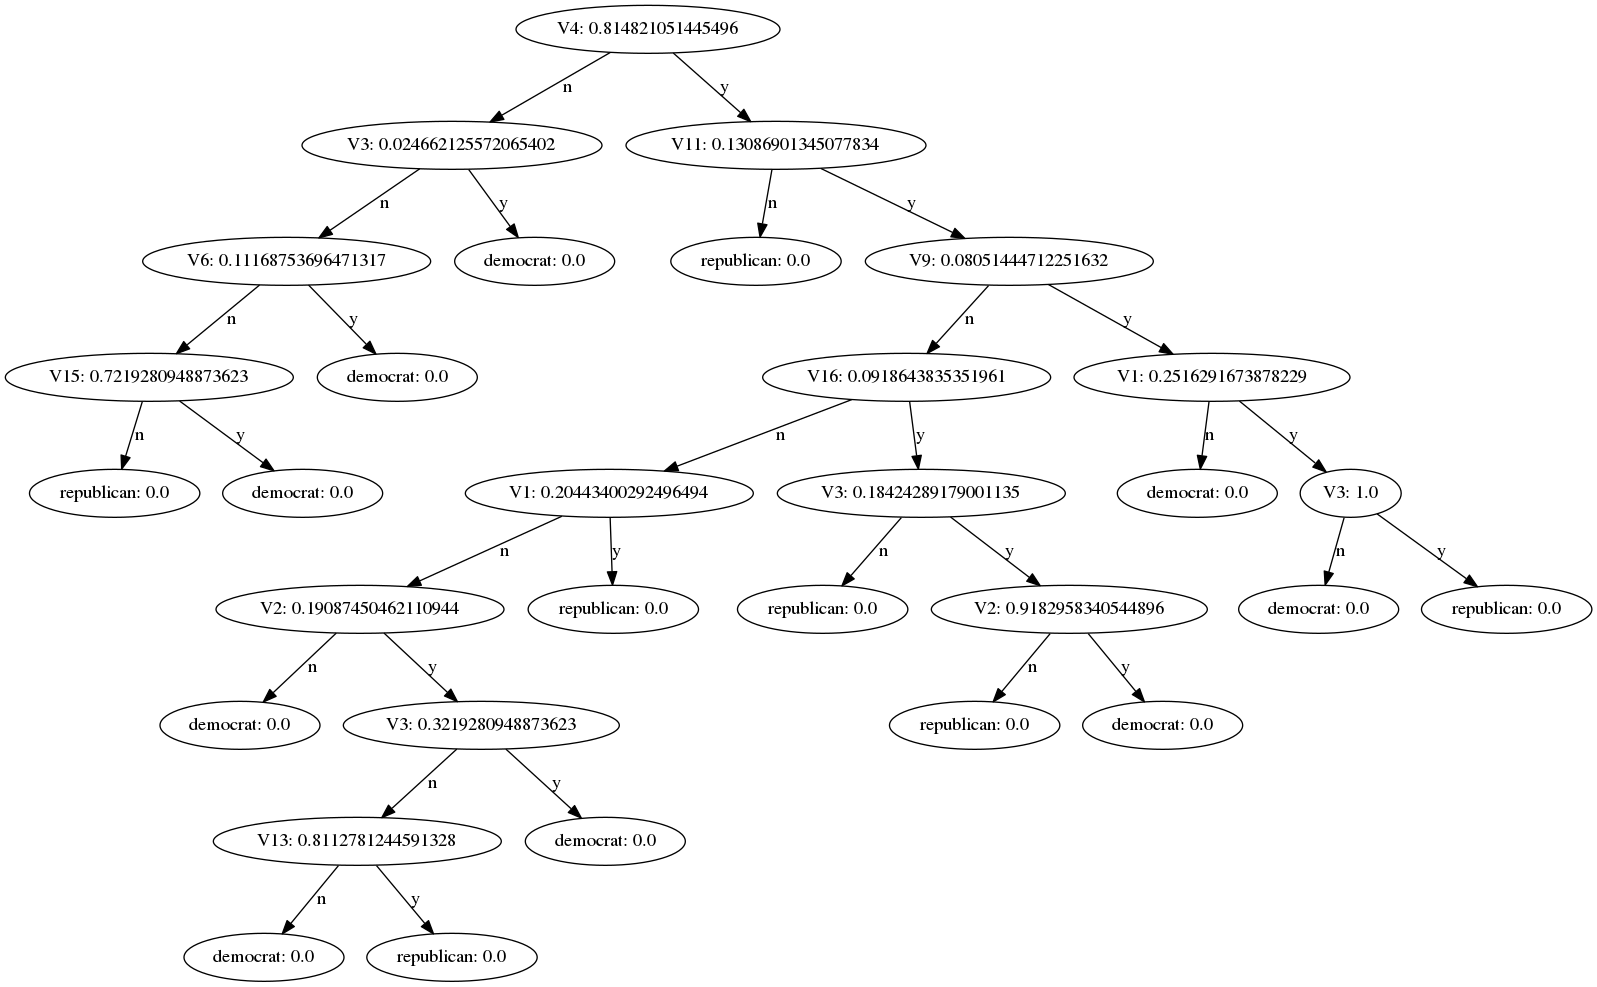 V4: 0.814821051445496
n
y
V3: 0.024662125572065402
V11: 0.13086901345077834
n
y
n
y
V6: 0.11168753696471317
democrat: 0.0
republican: 0.0
V9: 0.08051444712251632
n
y
n
y
V15: 0.7219280948873623
democrat: 0.0
V16: 0.0918643835351961
V1: 0.2516291673878229
n
y
n
y
n
y
republican: 0.0
democrat: 0.0
V1: 0.20443400292496494
V3: 0.18424289179001135
democrat: 0.0
V3: 1.0
n
y
n
y
n
y
V2: 0.19087450462110944
republican: 0.0
republican: 0.0
V2: 0.9182958340544896
democrat: 0.0
republican: 0.0
n
y
n
y
democrat: 0.0
V3: 0.3219280948873623
republican: 0.0
democrat: 0.0
n
y
V13: 0.8112781244591328
democrat: 0.0
n
y
democrat: 0.0
republican: 0.0